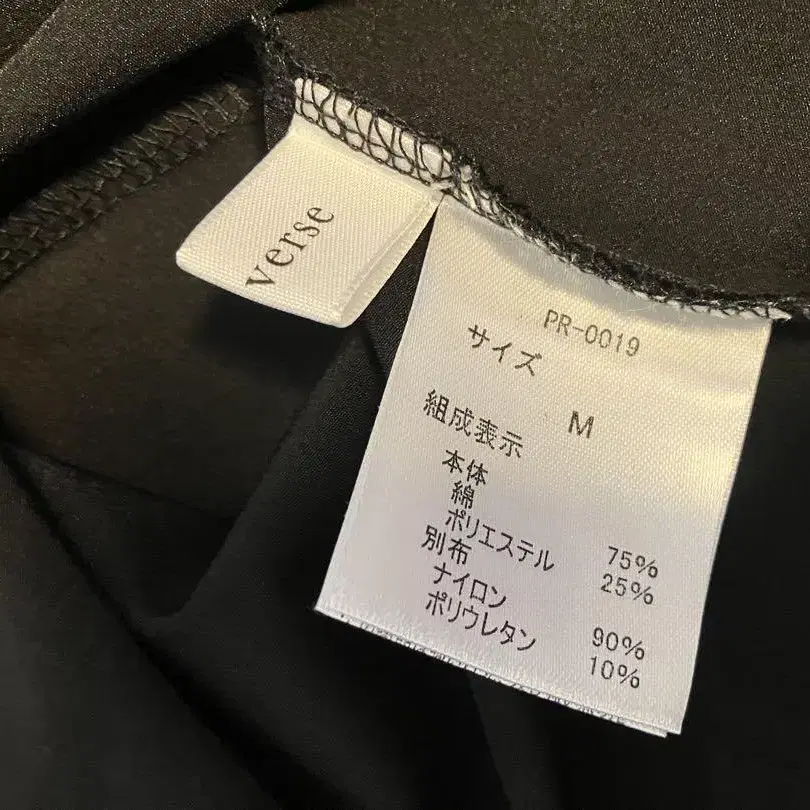 verse
PR-0019
サイズ
M
組成表示
本体
綿 75%
ポリエステル 25%
別布
ナイロン 90%
ポリウレタン 10%